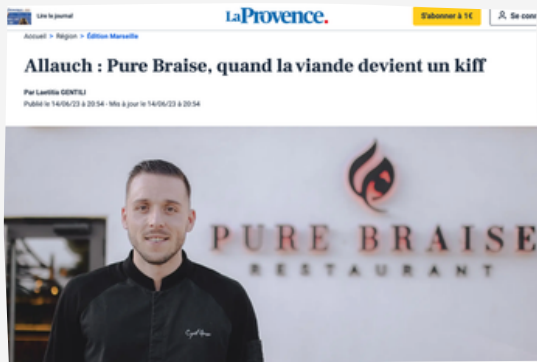 Lire le journal
LaProvence.
S'abonner à 1€
Se conn
Accueil > Région > Édition Marseille
Allauch : Pure Braise, quand la viande devient un kiff
Par Laetitia GENTILI
Publié le 14/06/23 à 20:54 - Mis à jour le 14/06/23 à 20:54
PURE BRAISE
RESTAURANT